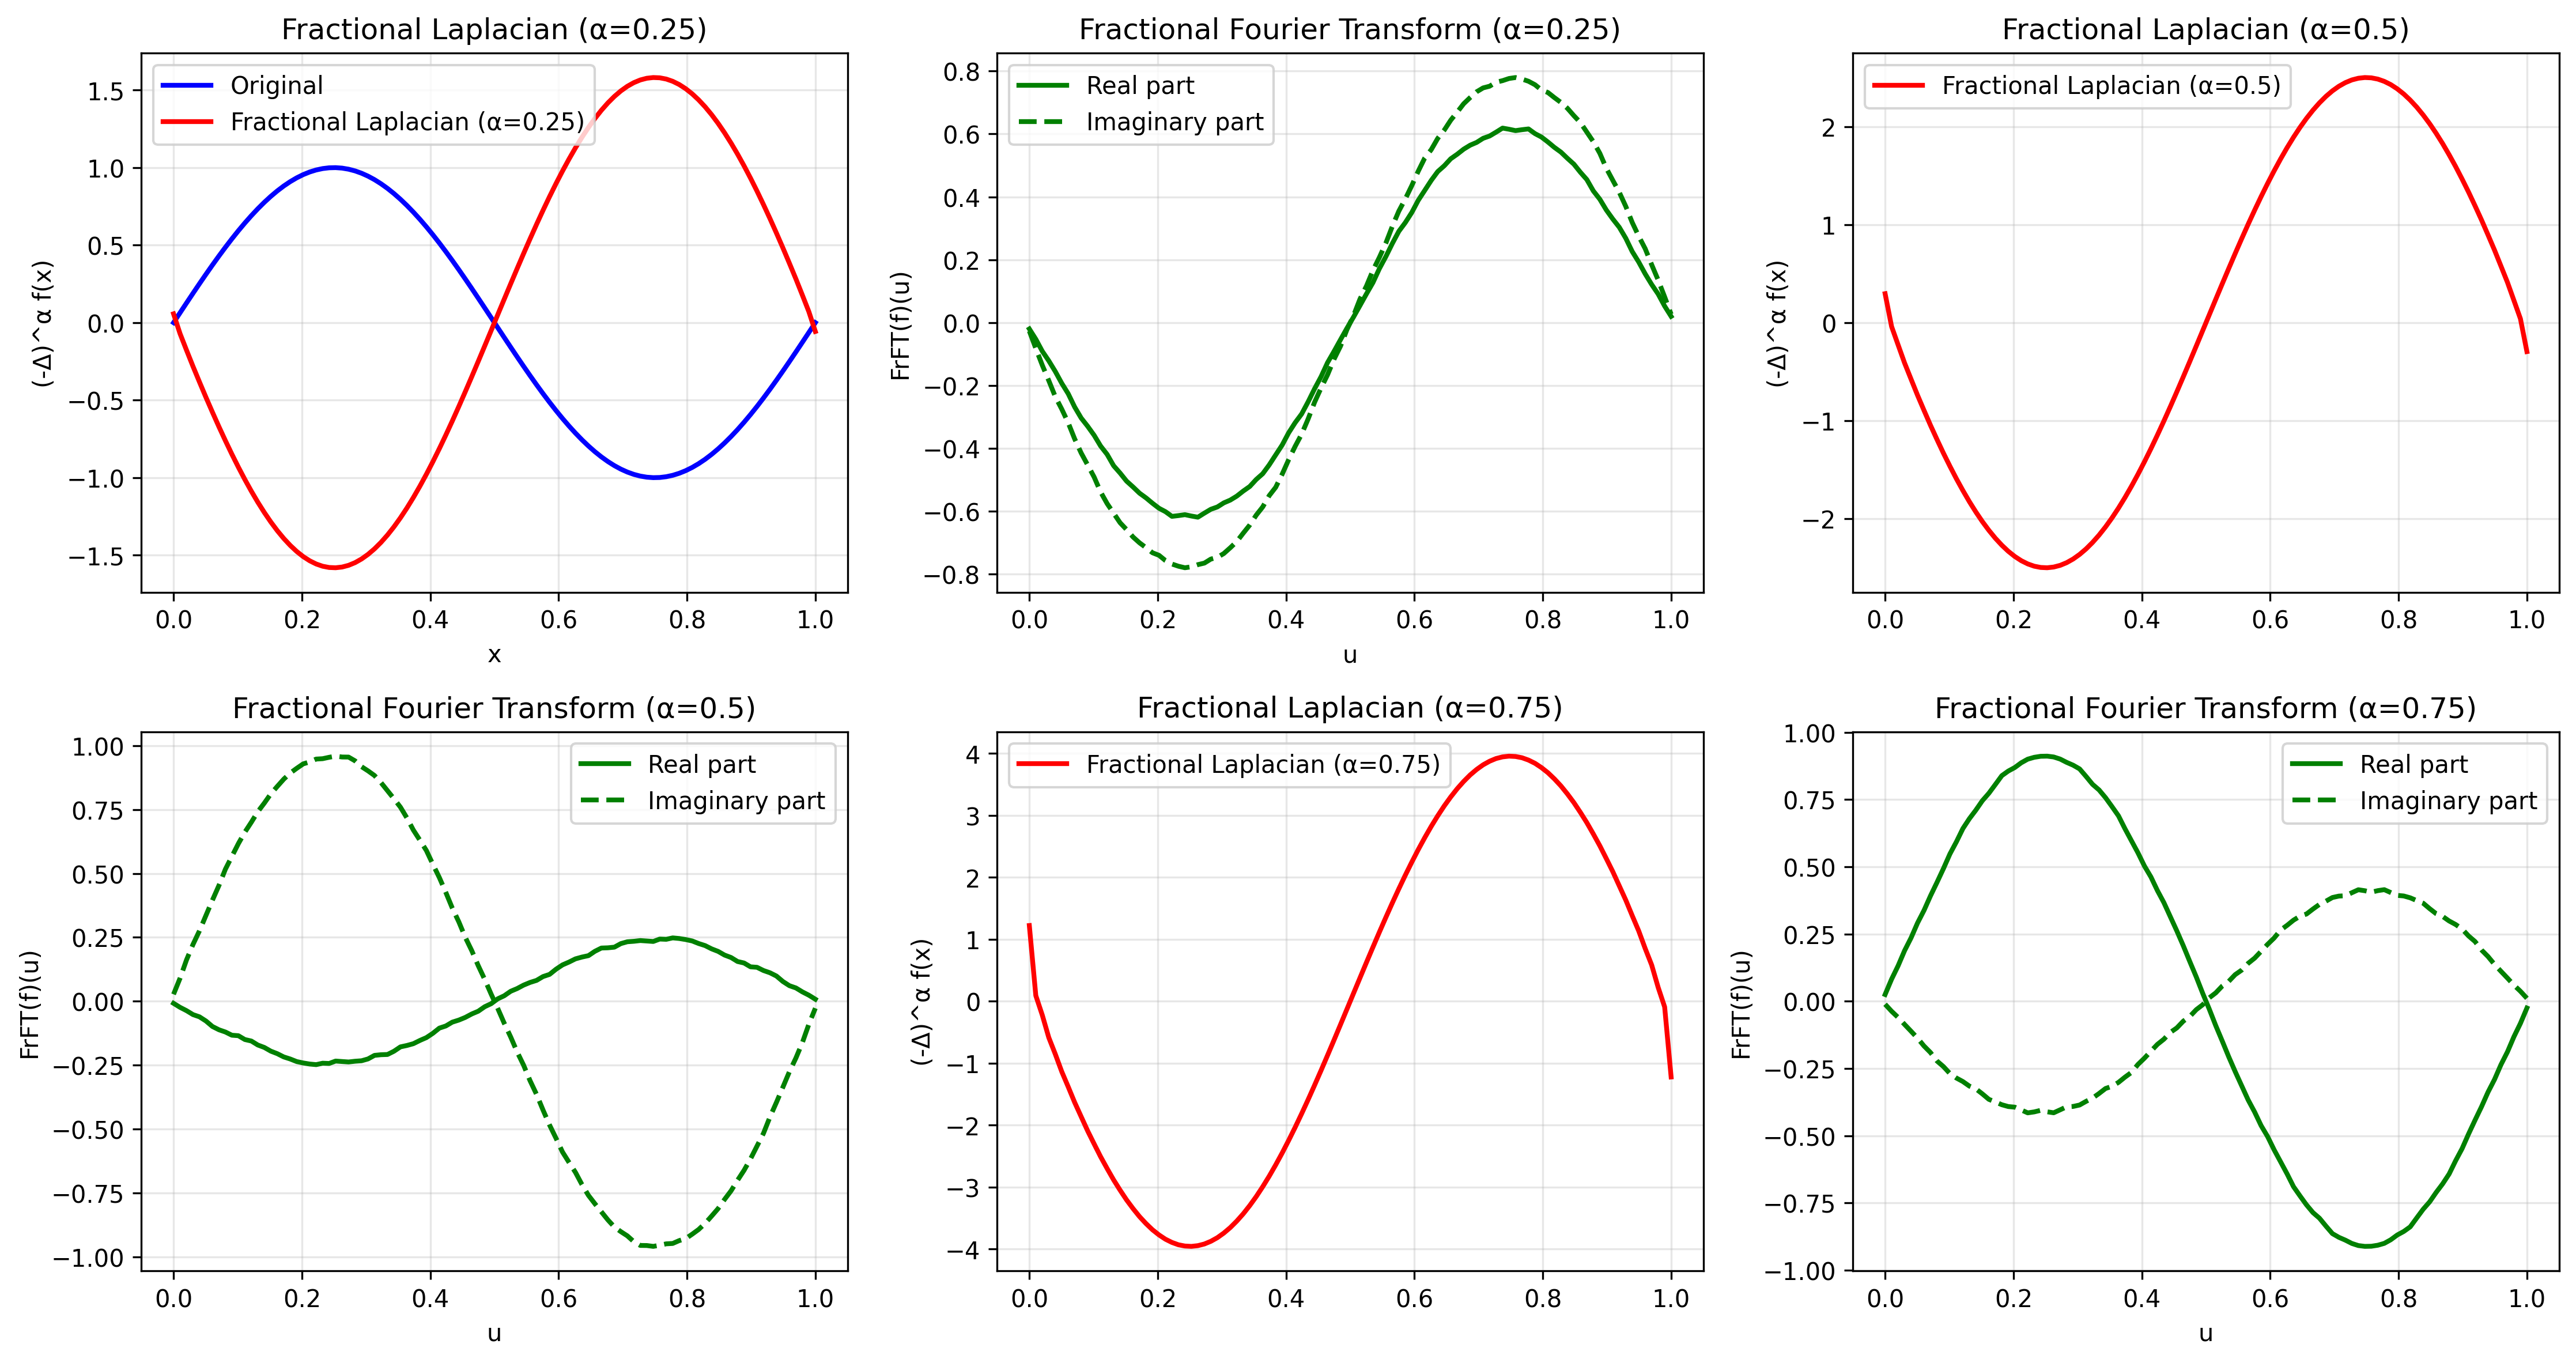 Fractional Laplacian (α=0.25)
Original
Fractional Laplacian (α=0.25)
(-Δ)^α f(x)
1.5
1.0
0.5
0.0
−0.5
−1.0
−1.5
0.0 0.2 0.4 0.6 0.8 1.0
x
Fractional Fourier Transform (α=0.25)
Real part
Imaginary part
FrFT(f)(u)
0.8
0.6
0.4
0.2
0.0
−0.2
−0.4
−0.6
−0.8
0.0 0.2 0.4 0.6 0.8 1.0
u
Fractional Laplacian (α=0.5)
Fractional Laplacian (α=0.5)
(-Δ)^α f(x)
2
1
0
−1
−2
0.0 0.2 0.4 0.6 0.8 1.0
Fractional Fourier Transform (α=0.5)
Real part
Imaginary part
FrFT(f)(u)
1.00
0.75
0.50
0.25
0.00
−0.25
−0.50
−0.75
−1.00
0.0 0.2 0.4 0.6 0.8 1.0
u
Fractional Laplacian (α=0.75)
Fractional Laplacian (α=0.75)
(-Δ)^α f(x)
4
3
2
1
0
−1
−2
−3
−4
0.0 0.2 0.4 0.6 0.8 1.0
Fractional Fourier Transform (α=0.75)
Real part
Imaginary part
FrFT(f)(u)
1.00
0.75
0.50
0.25
0.00
−0.25
−0.50
−0.75
−1.00
0.0 0.2 0.4 0.6 0.8 1.0
u